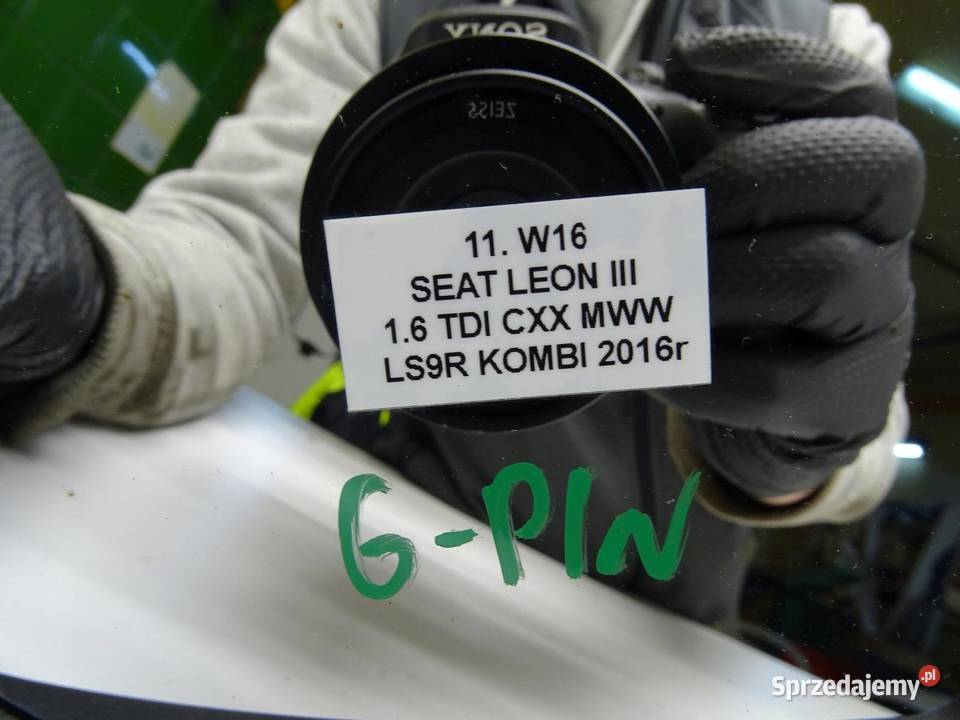 SONY
ZEISS
11. W16
SEAT LEON III
1.6 TDI CXX MWW
LS9R KOMBI 2016r
6-PIN
Sprzedajemy.pl